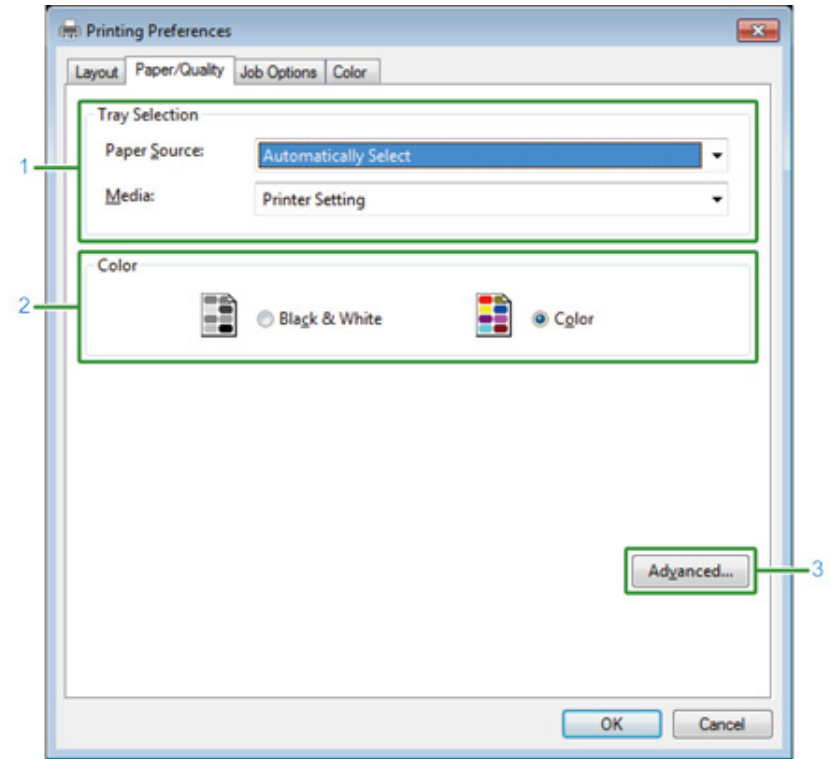 Printing Preferences
Layout Paper/Quality Job Options Color
Tray Selection
1
Paper Source: Automatically Select
Media: Printer Setting
Color
2
Black & White Color
Advanced... 3
OK Cancel